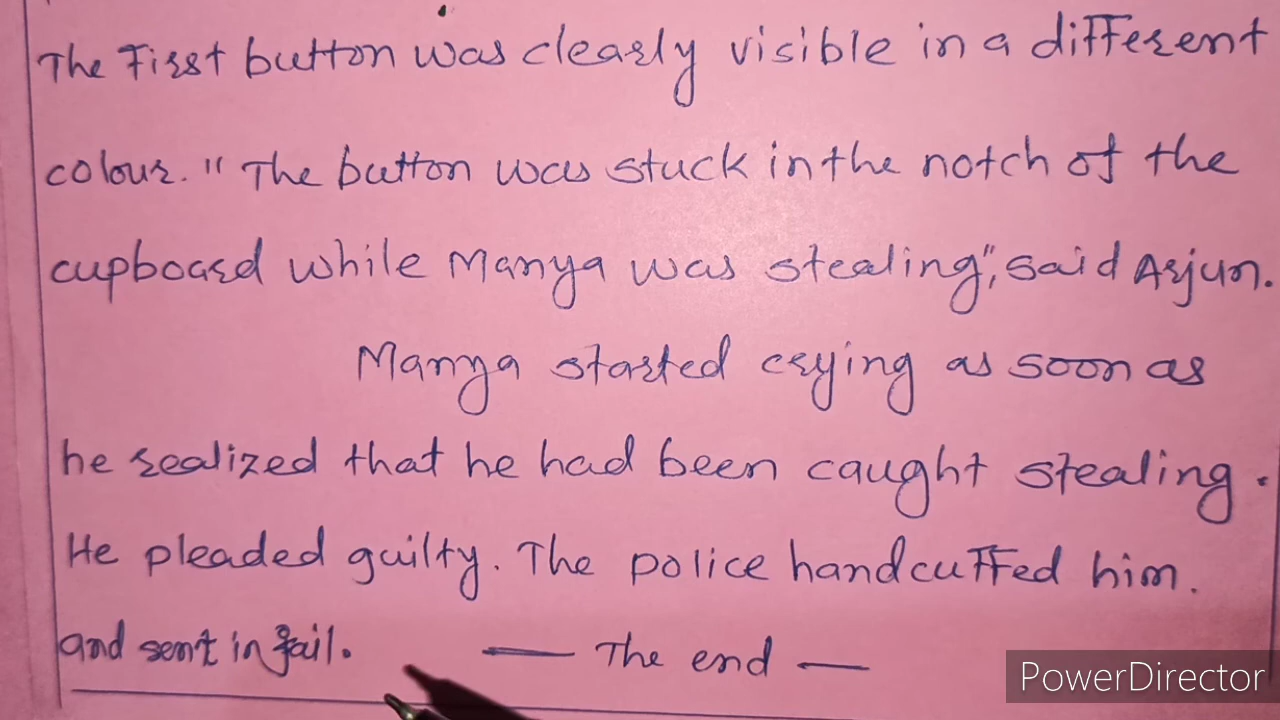 The First button was clearly visible in a different
colour. " The button was stuck in the notch of the
cupboard while Manya was stealing", said Arjun.
Manya started crying as soon as
he realized that he had been caught stealing.
He pleaded guilty. The police handcuffed him.
and sent in jail. — The end —
PowerDirector